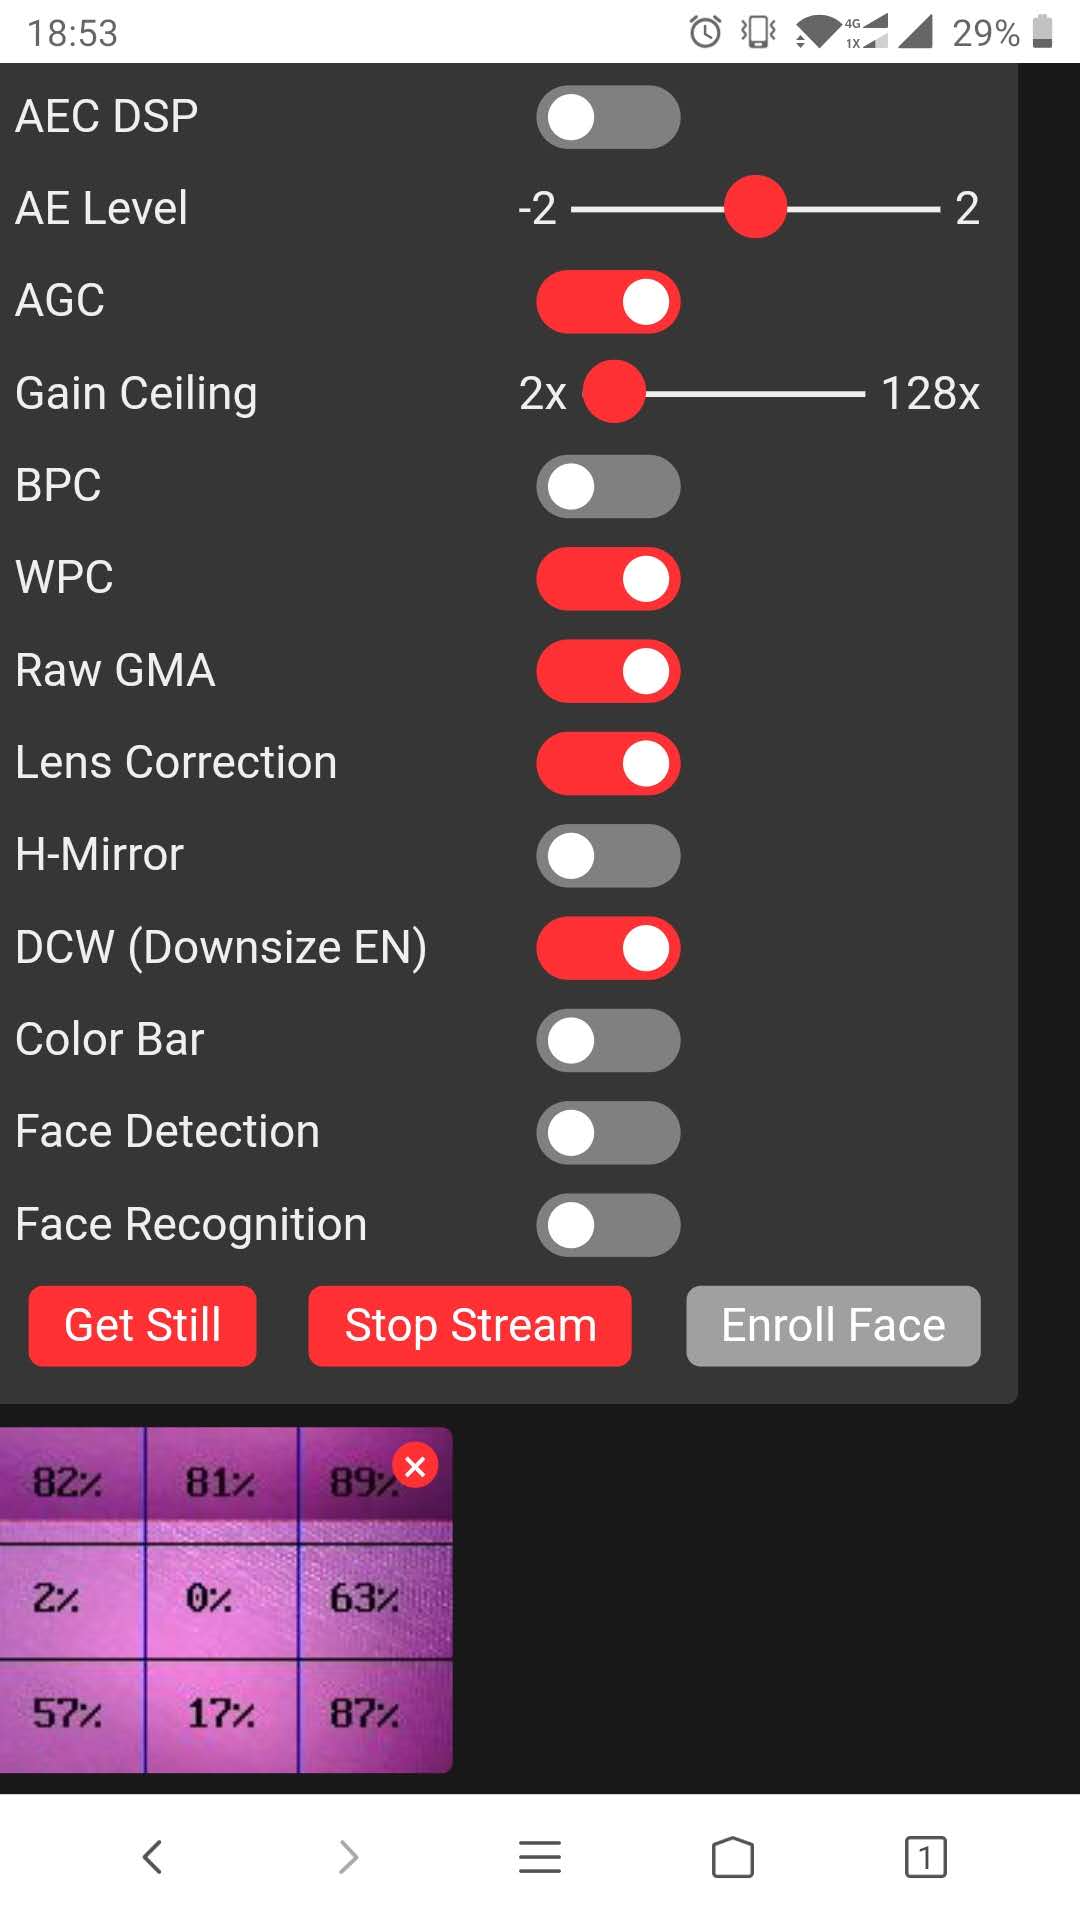 18:53 4G 1X 29%
AEC DSP
AE Level -2 2
AGC
Gain Ceiling 2x 128x
BPC
WPC
Raw GMA
Lens Correction
H-Mirror
DCW (Downsize EN)
Color Bar
Face Detection
Face Recognition
Get Still Stop Stream Enroll Face
82% 81% 89%
2% 0% 63%
57% 17% 87%
1